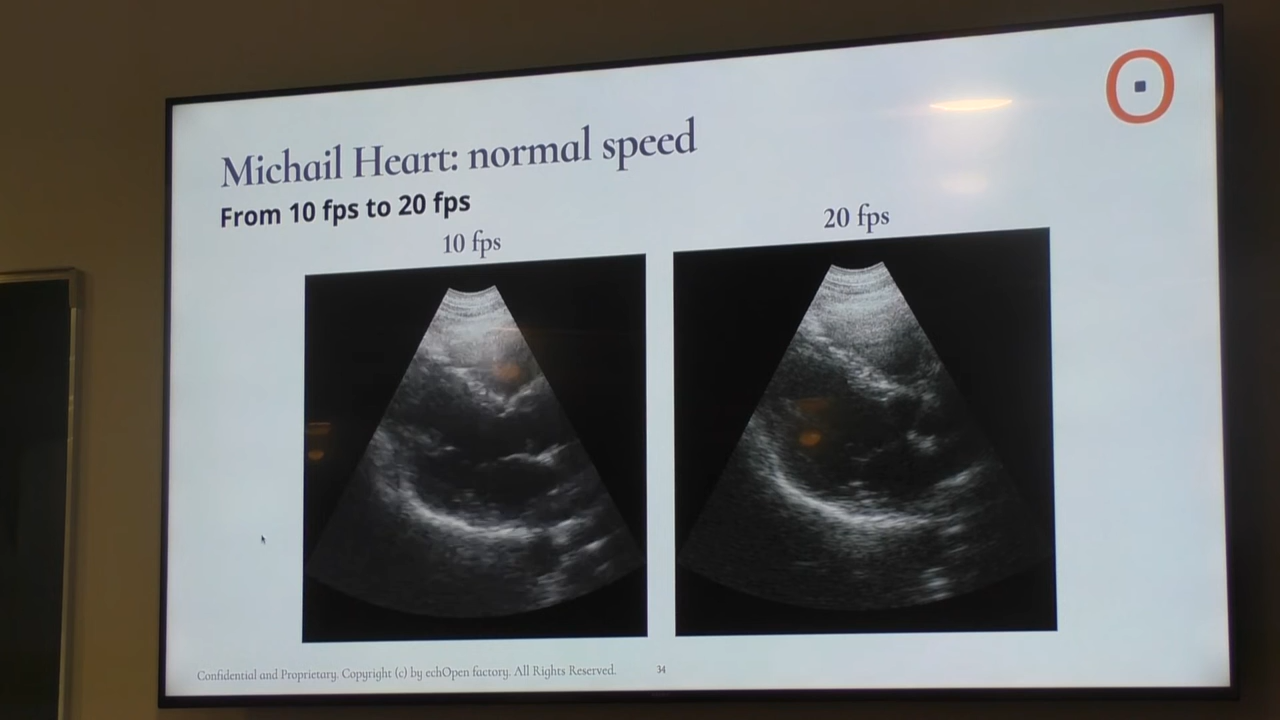 Michail Heart: normal speed
From 10 fps to 20 fps
10 fps
20 fps
Confidential and Proprietary. Copyright (c) by echOpen factory. All Rights Reserved.
34